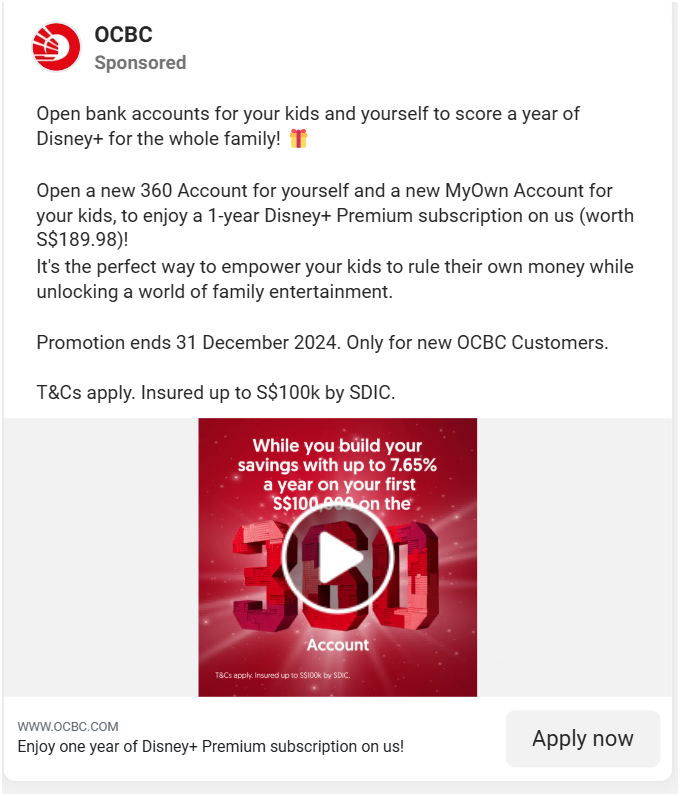 OCBC
Sponsored
Open bank accounts for your kids and yourself to score a year of
Disney+ for the whole family! 🎁
Open a new 360 Account for yourself and a new MyOwn Account for
your kids, to enjoy a 1-year Disney+ Premium subscription on us (worth
S$189.98)!
It's the perfect way to empower your kids to rule their own money while
unlocking a world of family entertainment.
Promotion ends 31 December 2024. Only for new OCBC Customers.
T&Cs apply. Insured up to S$100k by SDIC.
While you build your
savings with up to 7.65%
a year on your first
S$100,000 on the
360
Account
T&Cs apply. Insured up to S$100k by SDIC.
WWW.OCBC.COM
Enjoy one year of Disney+ Premium subscription on us!
Apply now